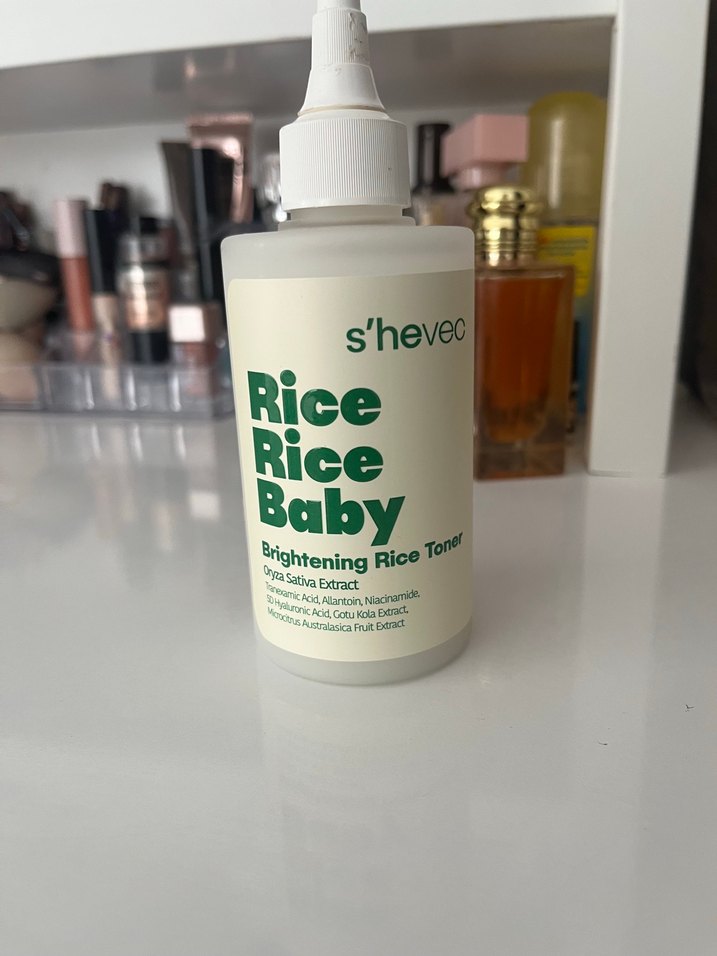 s'hevec
Rice
Rice
Baby
Brightening Rice Toner
Oryza Sativa Extract
Tranexamic Acid, Allantoin, Niacinamide,
5D Hyaluronic Acid, Gotu Kola Extract,
Microcitrus Australasica Fruit Extract